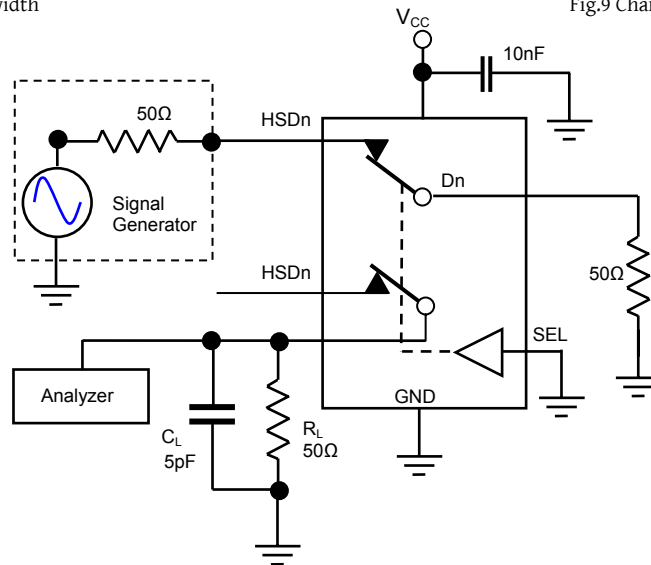 width
Fig.9 Char
VCC
10nF
50Ω
HSDn
Dn
Signal
Generator
HSDn
50Ω
SEL
Analyzer
GND
CL
5pF
RL
50Ω